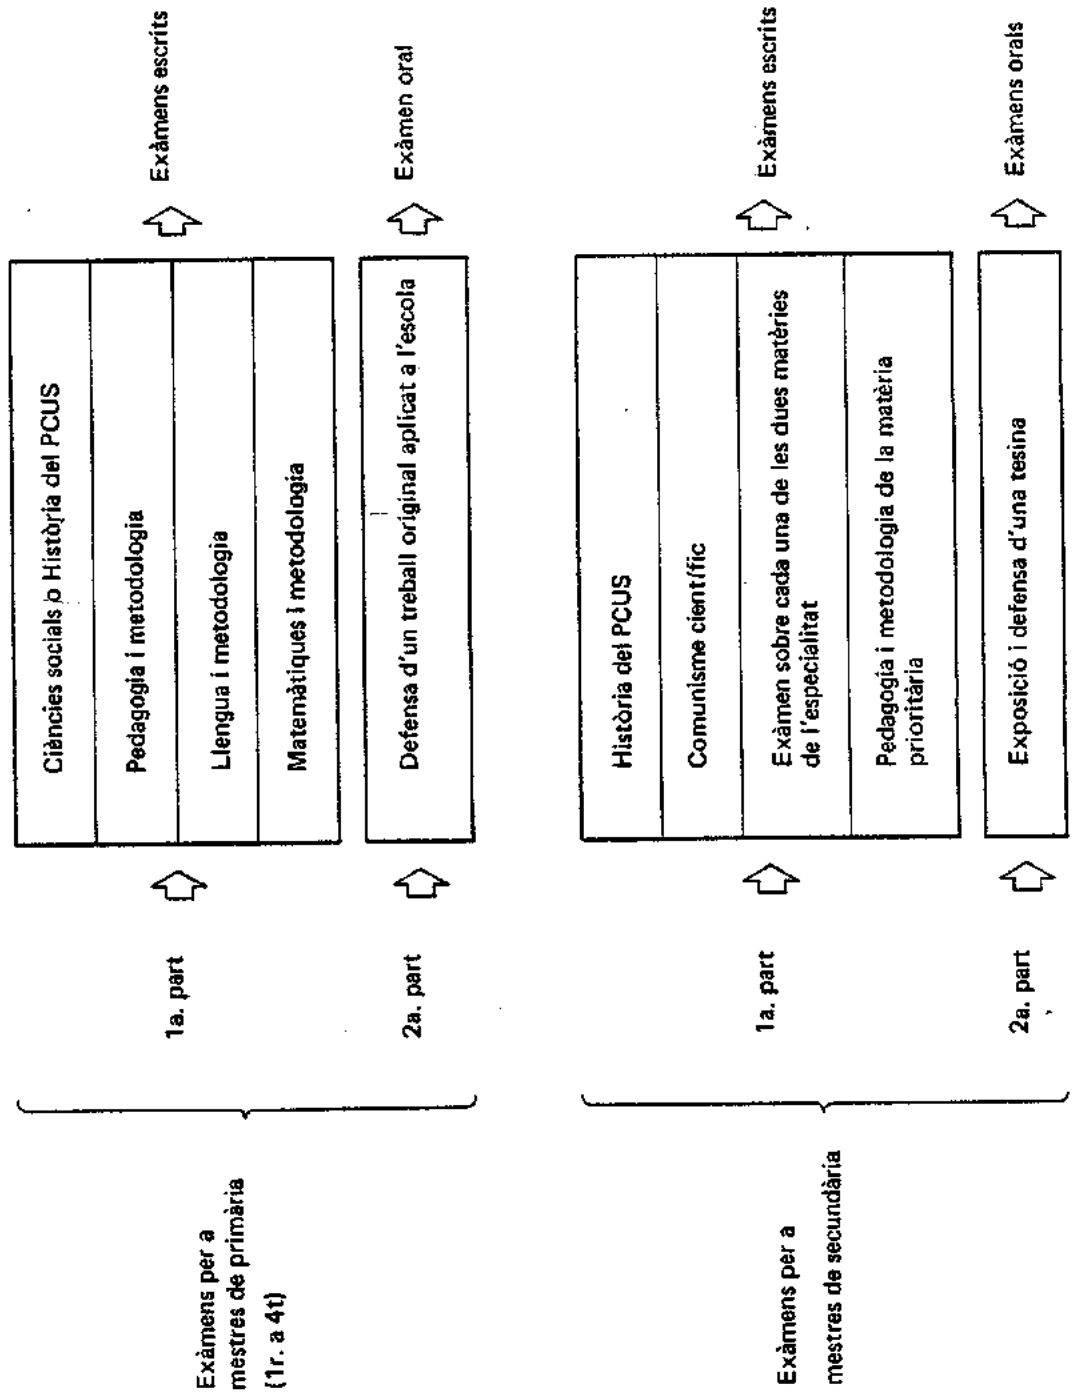 Exàmens per a
mestres de primària
(1r. a 4t)
1a. part
Ciències socials o Història del PCUS
Pedagogia i metodologia
Llengua i metodologia
Matemàtiques i metodologia
Exàmens escrits
2a. part
Defensa d'un treball original aplicat a l'escola
Exàmen oral
Exàmens per a
mestres de secundària
1a. part
Història del PCUS
Comunisme científic
Exàmen sobre cada una de les dues matèries
de l'especialitat
Pedagogia i metodologia de la matèria
prioritària
Exàmens escrits
2a. part
Exposició i defensa d'una tesina
Exàmens orals